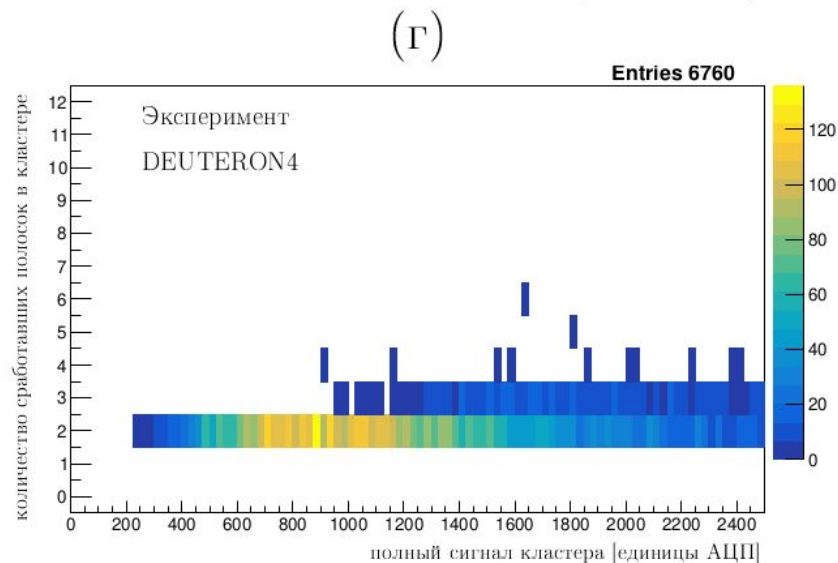 (Г)
Entries 6760
Эксперимент
DEUTERON4
количество сработавших полосок в кластере
12
11
10
9
8
7
6
5
4
3
2
1
0
0 200 400 600 800 1000 1200 1400 1600 1800 2000 2200 2400
полный сигнал кластера [единицы АЦП]
120
100
80
60
40
20
0